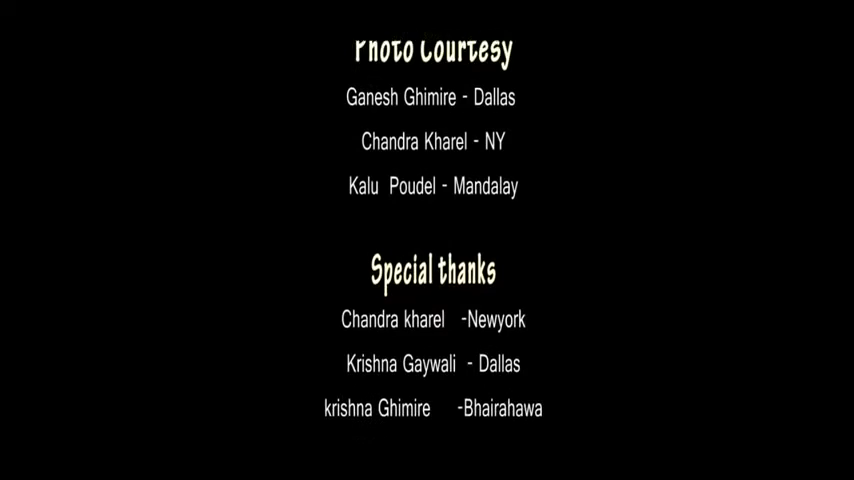 Photo Courtesy
Ganesh Ghimire - Dallas
Chandra Kharel - NY
Kalu Poudel - Mandalay
Special thanks
Chandra kharel -Newyork
Krishna Gaywali - Dallas
krishna Ghimire -Bhairahawa